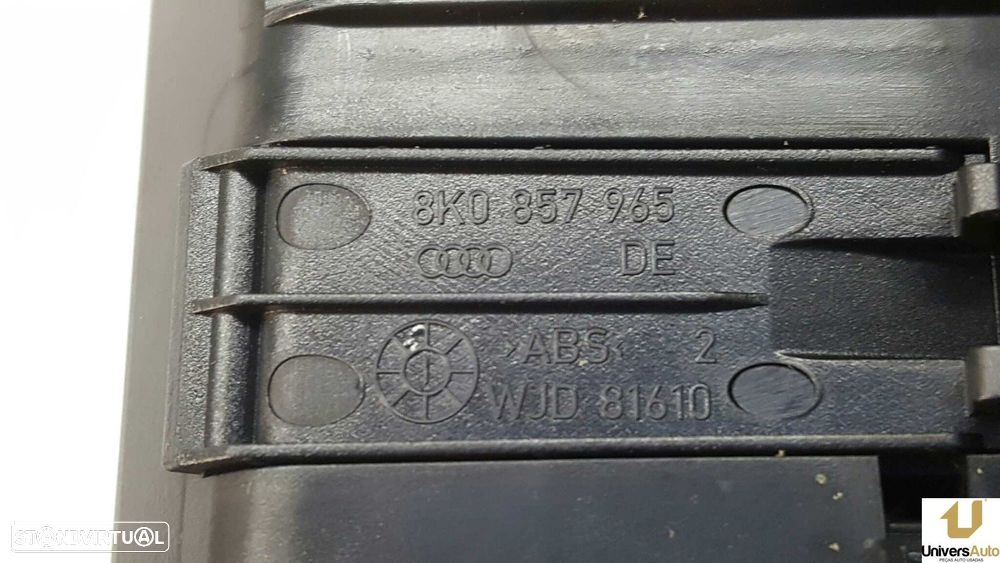 8K0 857 965
DE
>ABS< 2
WJD 81610
STANDVIRTUAL
UniversAuto
PEÇAS AUTO USADAS